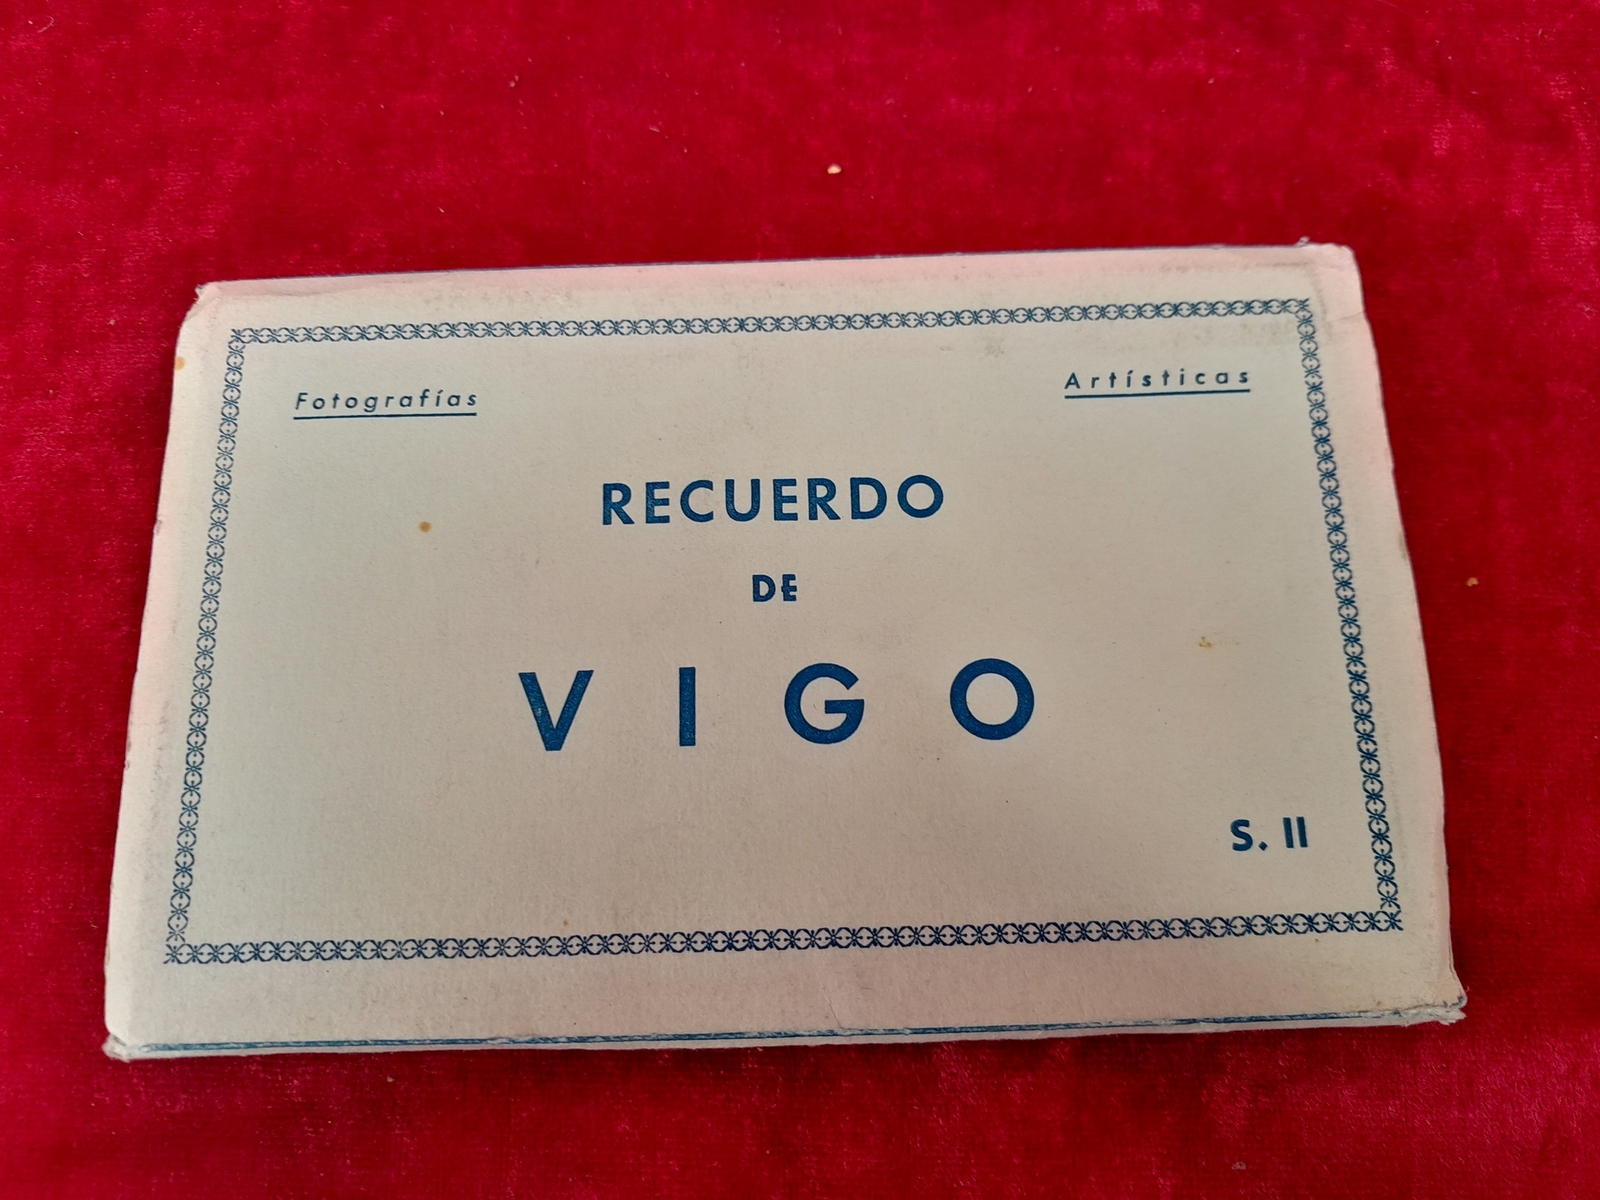 Fotografías Artísticas
RECUERDO
DE
VIGO
S. II